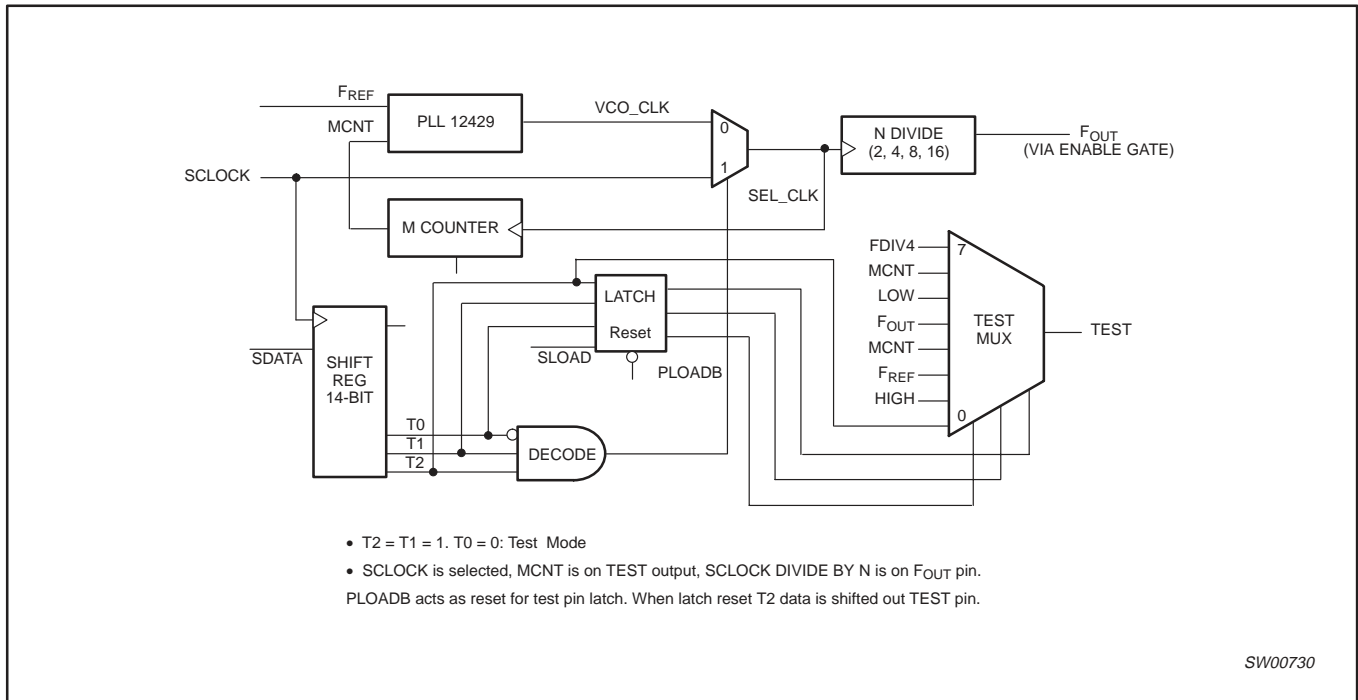 FREF
MCNT
PLL 12429
VCO_CLK
0
1
N DIVIDE
(2, 4, 8, 16)
FOUT
(VIA ENABLE GATE)
SCLOCK
SEL_CLK
M COUNTER
FDIV4
MCNT
LOW
FOUT
MCNT
FREF
HIGH
7
0
TEST
MUX
TEST
LATCH
Reset
SLOAD
PLOADB
SDATA
SHIFT
REG
14-BIT
T0
T1
T2
DECODE
• T2 = T1 = 1. T0 = 0: Test Mode
• SCLOCK is selected, MCNT is on TEST output, SCLOCK DIVIDE BY N is on FOUT pin.
PLOADB acts as reset for test pin latch. When latch reset T2 data is shifted out TEST pin.
SW00730